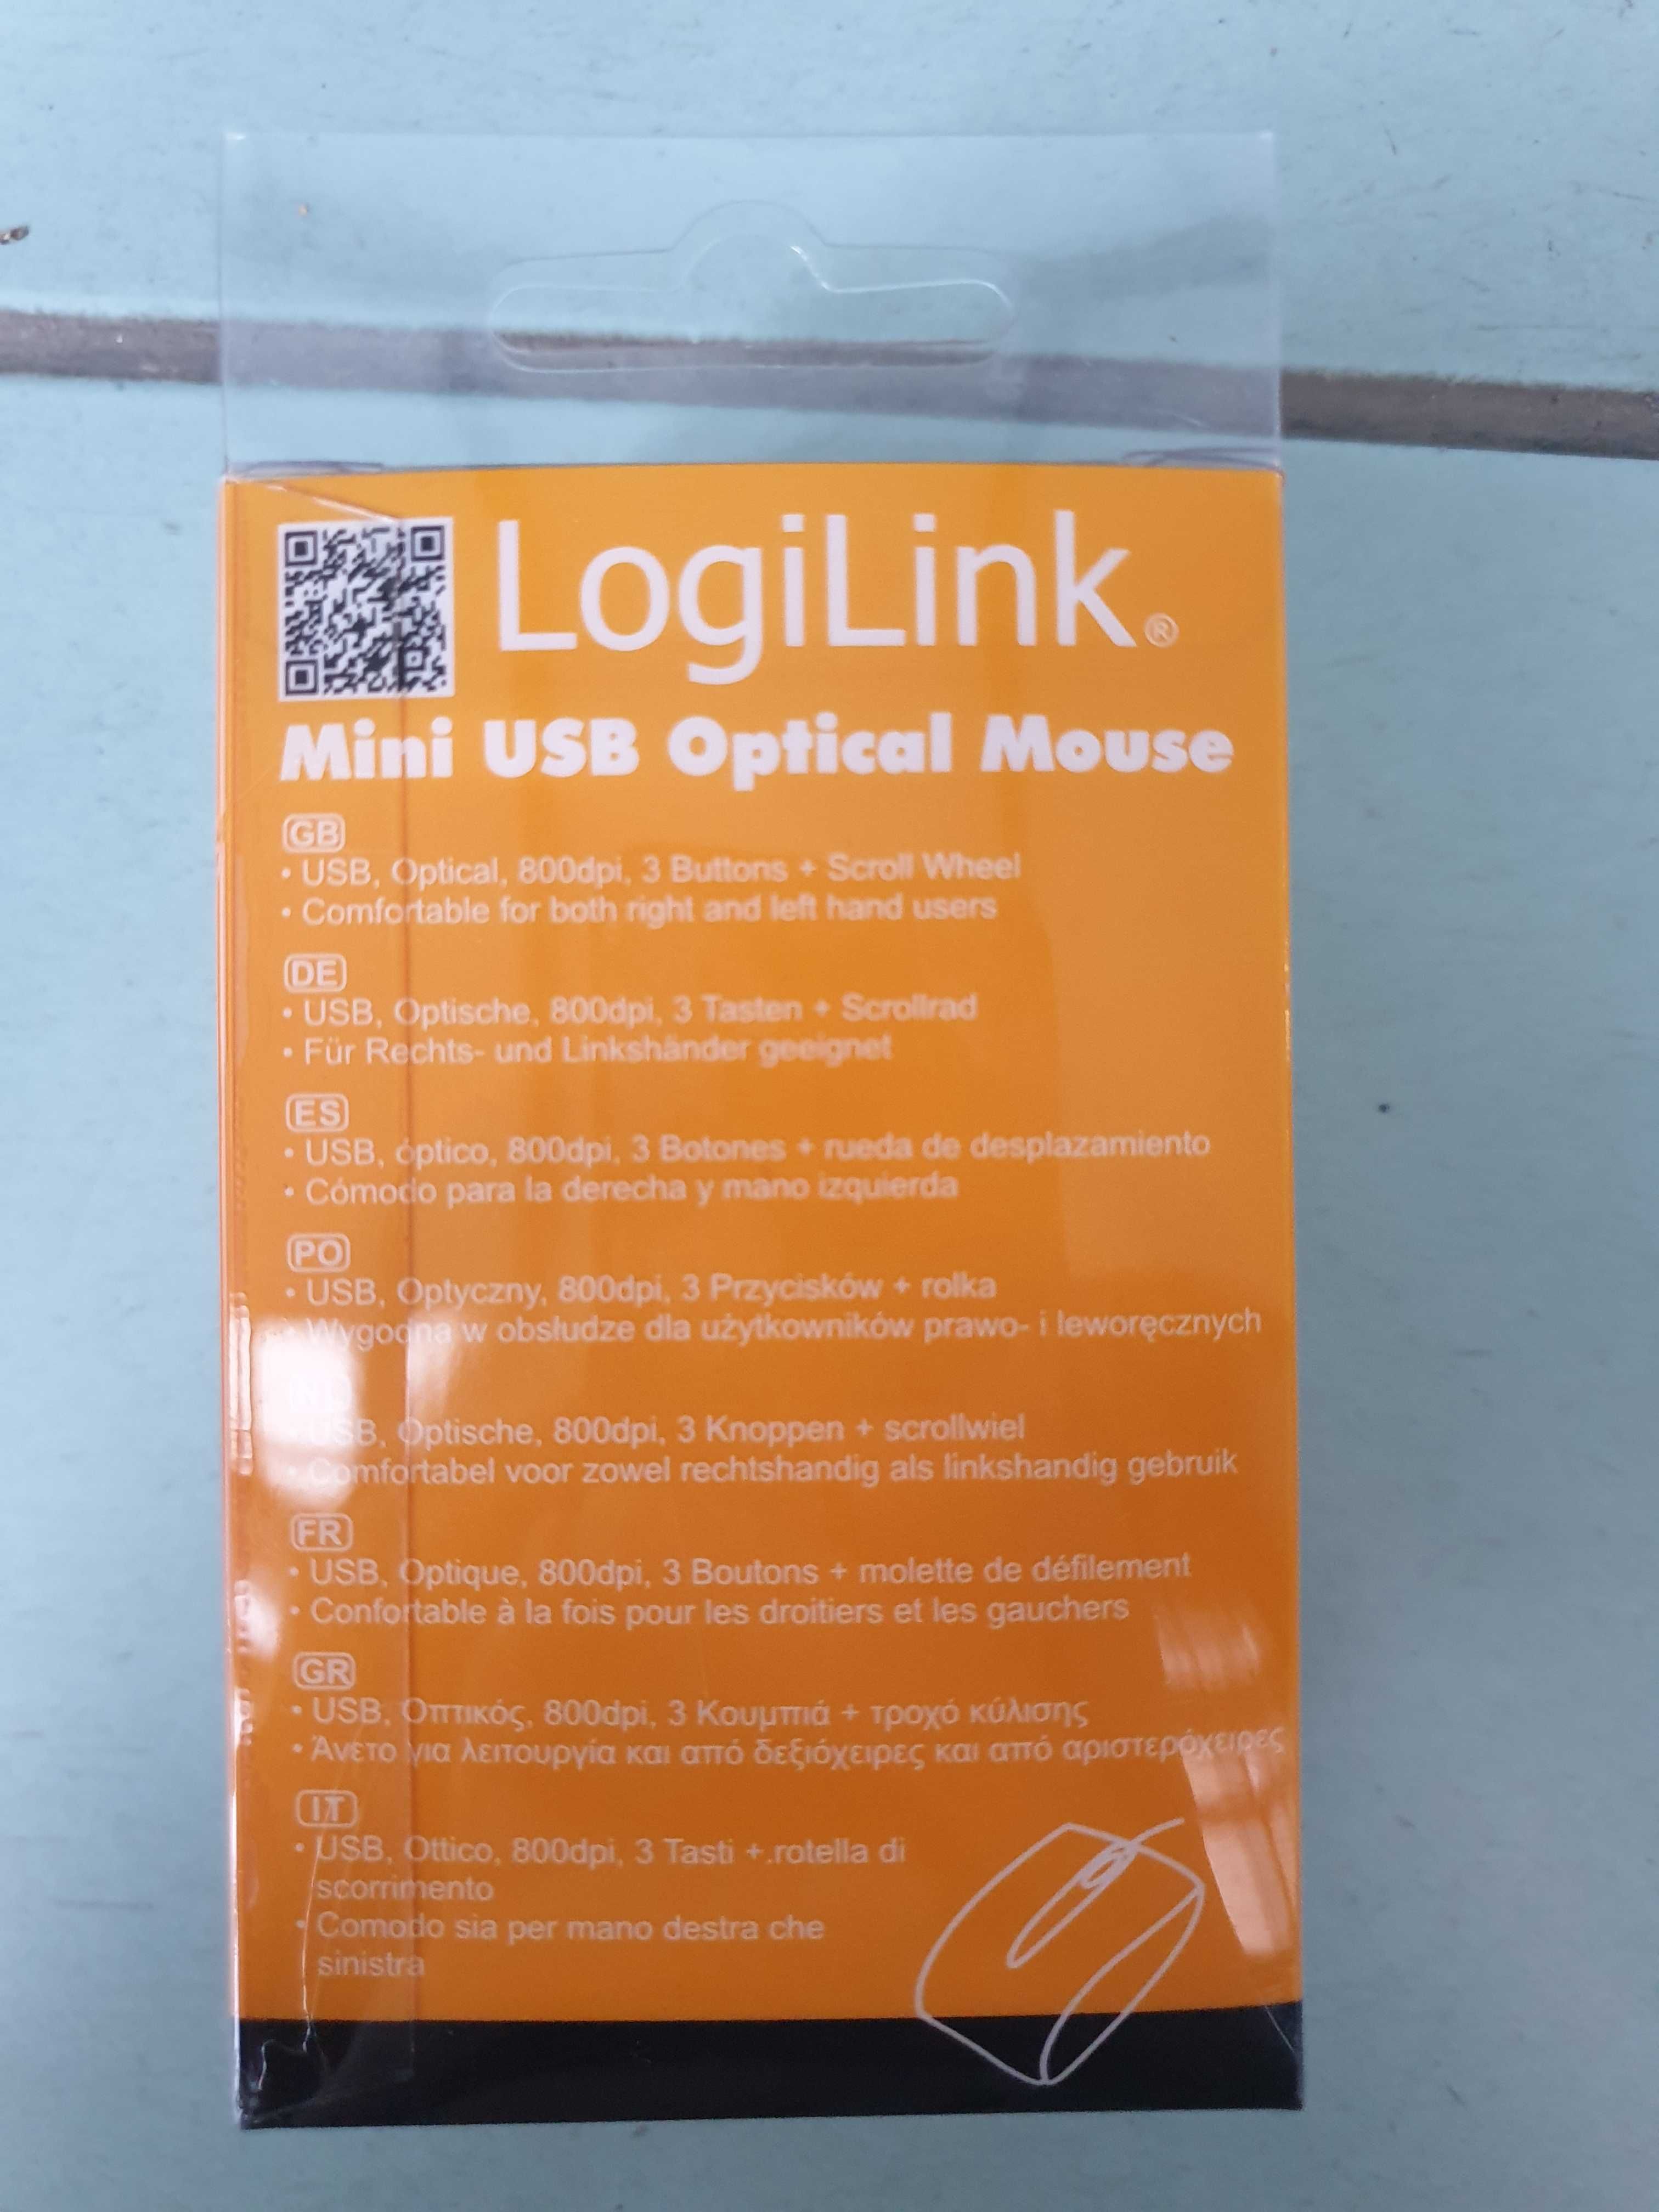 LogiLink®
Mini USB Optical Mouse
GB
• USB, Optical, 800dpi, 3 Buttons + Scroll Wheel
• Comfortable for both right and left hand users
DE
• USB, Optische, 800dpi, 3 Tasten + Scrollrad
• Für Rechts- und Linkshänder geeignet
ES
• USB, óptico, 800dpi, 3 Botones + rueda de desplazamiento
• Cómodo para la derecha y mano izquierda
PO
• USB, Optyczny, 800dpi, 3 Przycisków + rolka
• Wygodna w obsłudze dla użytkowników prawo- i leworęcznych
• USB, Optische, 800dpi, 3 Knoppen + scrollwiel
• Comfortabel voor zowel rechtshandig als linkshandig gebruik
FR
• USB, Optique, 800dpi, 3 Boutons + molette de défilement
• Confortable à la fois pour les droitiers et les gauchers
GR
• USB, Οπτικός, 800dpi, 3 Κουμπιά + τροχό κύλισης
• Άνετο για λειτουργία και από δεξιόχειρες και από αριστερόχειρες
IT
• USB, Ottico, 800dpi, 3 Tasti +.rotella di
scorrimento
• Comodo sia per mano destra che
sinistra